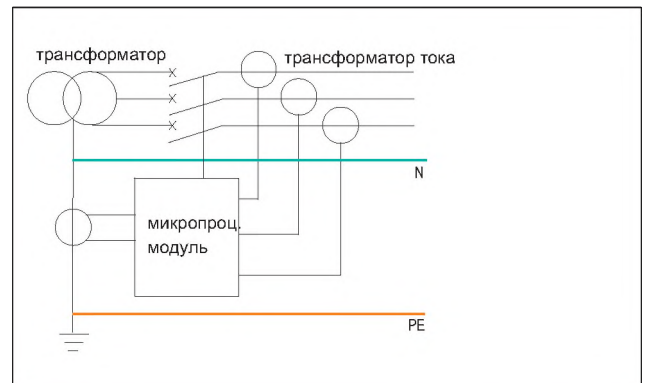 трансформатор
трансформатор тока
N
микропроц.
модуль
PE